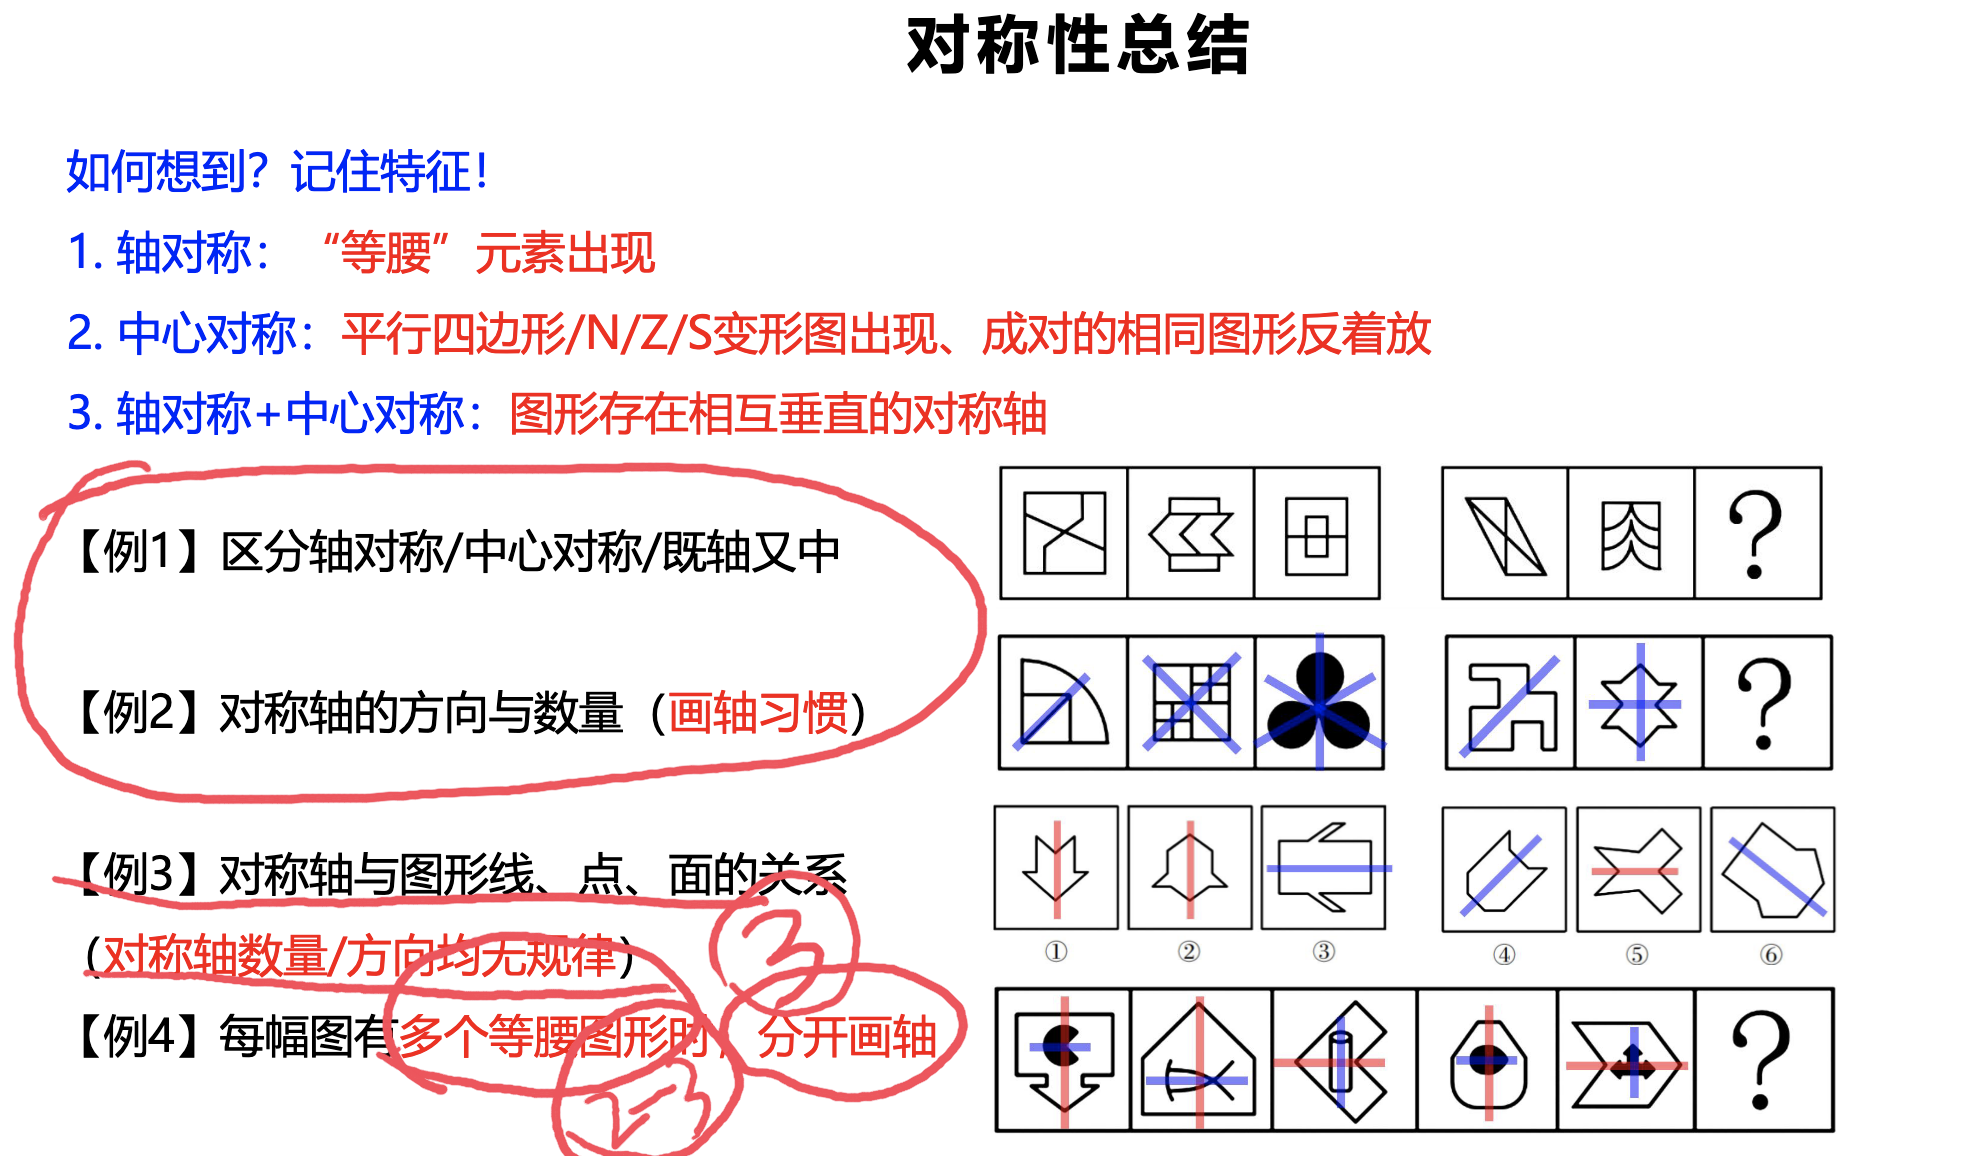 对称性总结
如何想到？记住特征！
1. 轴对称：“等腰”元素出现
2. 中心对称：平行四边形/N/Z/S变形图出现、成对的相同图形反着放
3. 轴对称+中心对称：图形存在相互垂直的对称轴
【例1】区分轴对称/中心对称/既轴又中
?
【例2】对称轴的方向与数量（画轴习惯）
?
【例3】对称轴与图形线、点、面的关系
（对称轴数量/方向均无规律）
① ② ③ ④ ⑤ ⑥
【例4】每幅图有多个等腰图形时，分开画轴
?